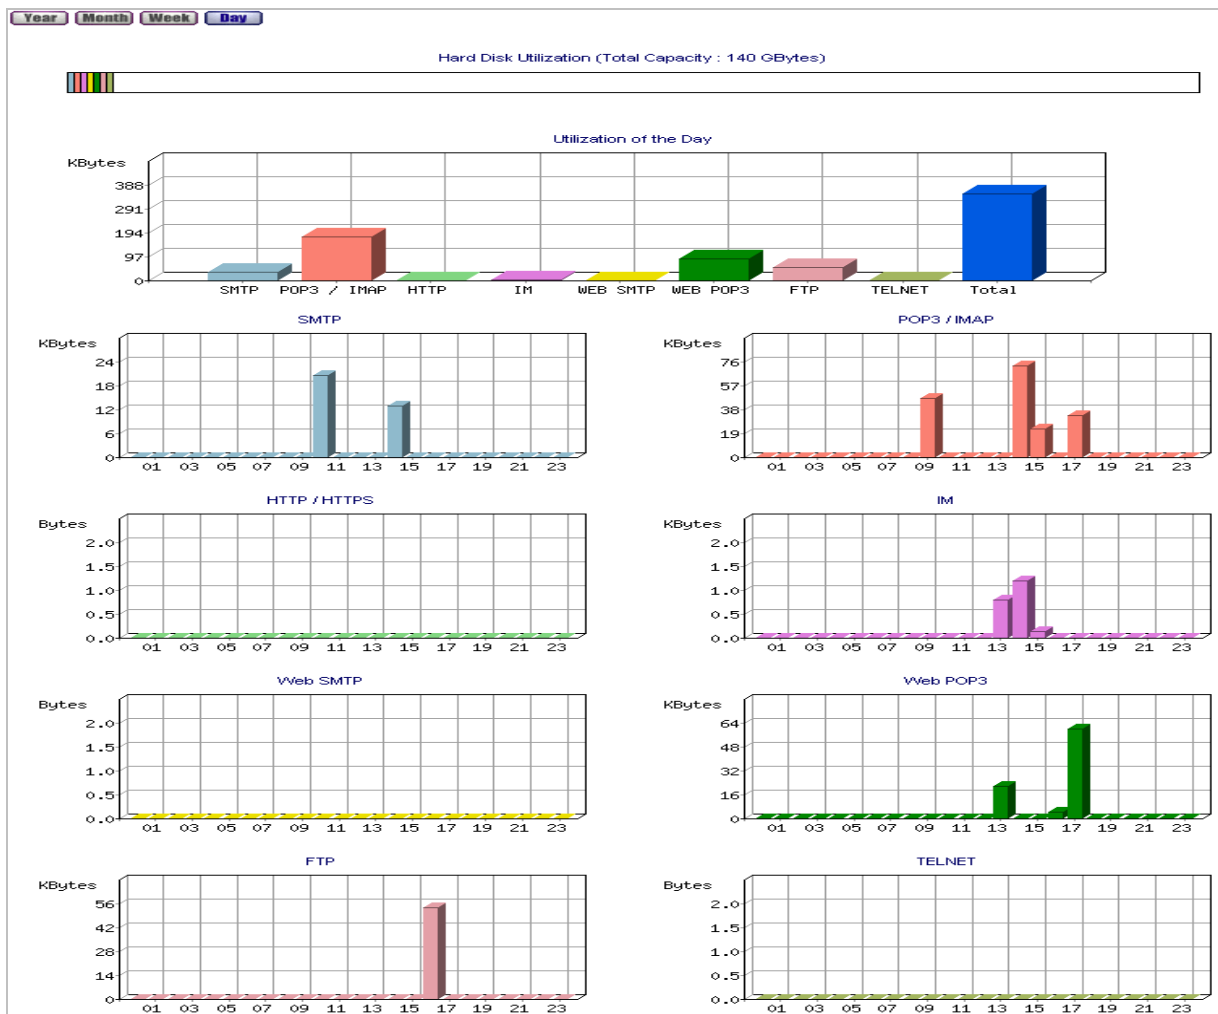 Year Month Week Day
Hard Disk Utilization (Total Capacity : 140 GBytes)
Utilization of the Day
KBytes
388
291
194
97
0
SMTP POP3 / IMAP HTTP IM WEB SMTP WEB POP3 FTP TELNET Total
SMTP
KBytes
24
18
12
6
0
01 03 05 07 09 11 13 15 17 19 21 23
POP3 / IMAP
KBytes
76
57
38
19
0
01 03 05 07 09 11 13 15 17 19 21 23
HTTP / HTTPS
Bytes
2.0
1.5
1.0
0.5
0.0
01 03 05 07 09 11 13 15 17 19 21 23
IM
KBytes
2.0
1.5
1.0
0.5
0.0
01 03 05 07 09 11 13 15 17 19 21 23
Web SMTP
Bytes
2.0
1.5
1.0
0.5
0.0
01 03 05 07 09 11 13 15 17 19 21 23
Web POP3
KBytes
64
48
32
16
0
01 03 05 07 09 11 13 15 17 19 21 23
FTP
KBytes
56
42
28
14
0
01 03 05 07 09 11 13 15 17 19 21 23
TELNET
Bytes
2.0
1.5
1.0
0.5
0.0
01 03 05 07 09 11 13 15 17 19 21 23